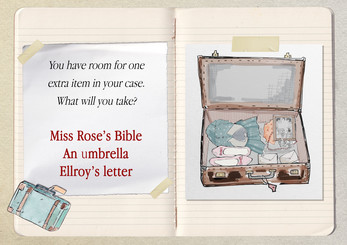 You have room for one
extra item in your case.
What will you take?
Miss Rose’s Bible
An umbrella
Ellroy’s letter